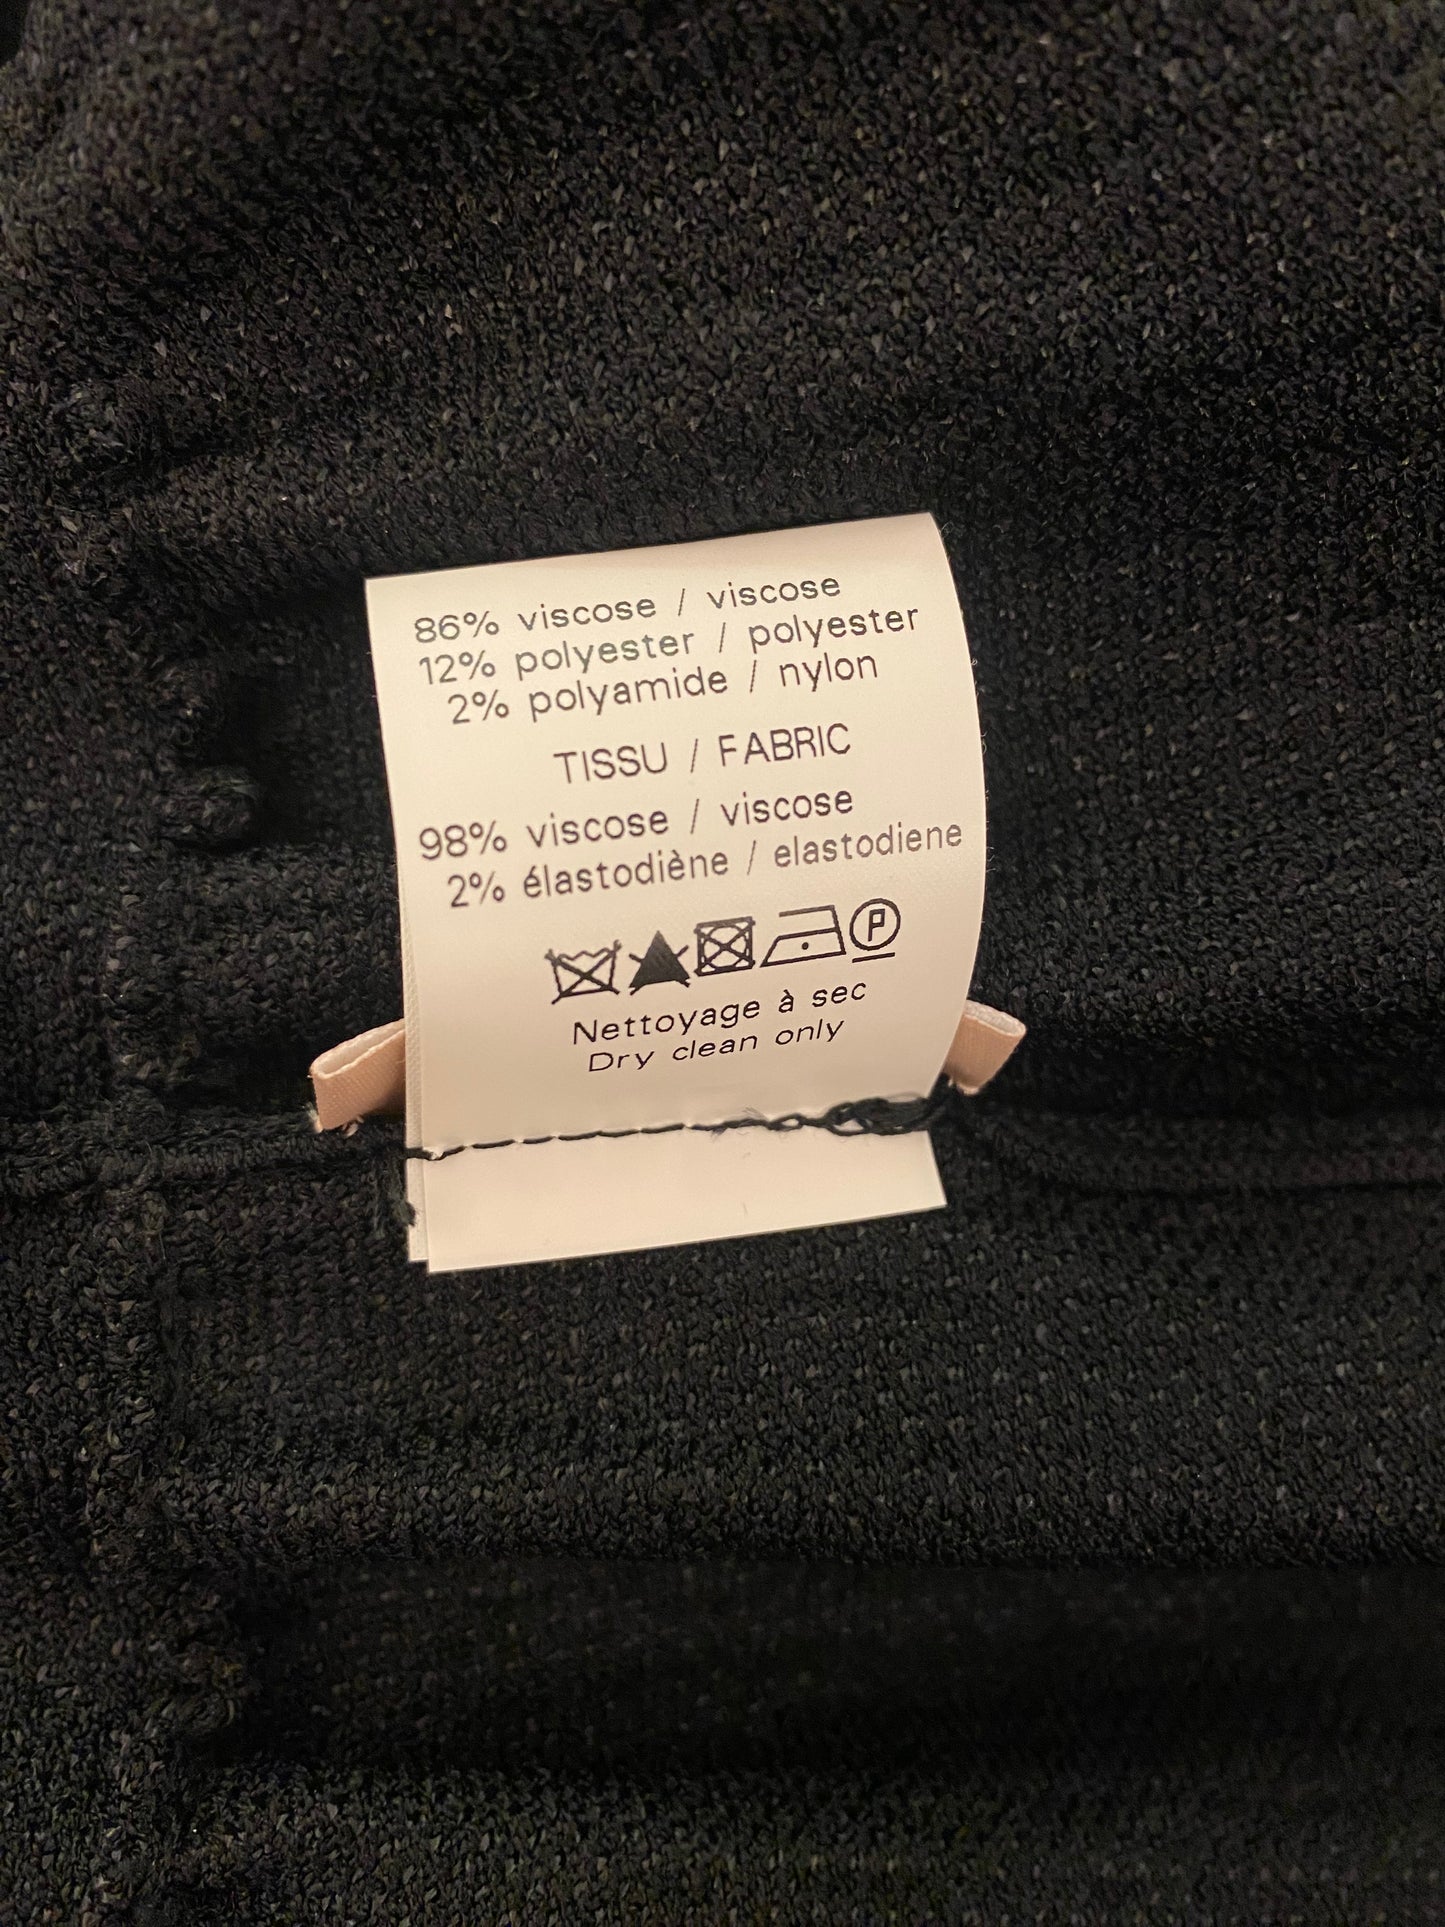 86% viscose / viscose
12% polyester / polyester
2% polyamide / nylon
TISSU / FABRIC
98% viscose / viscose
2% élastodiène / elastodiene
P
Nettoyage à sec
Dry clean only